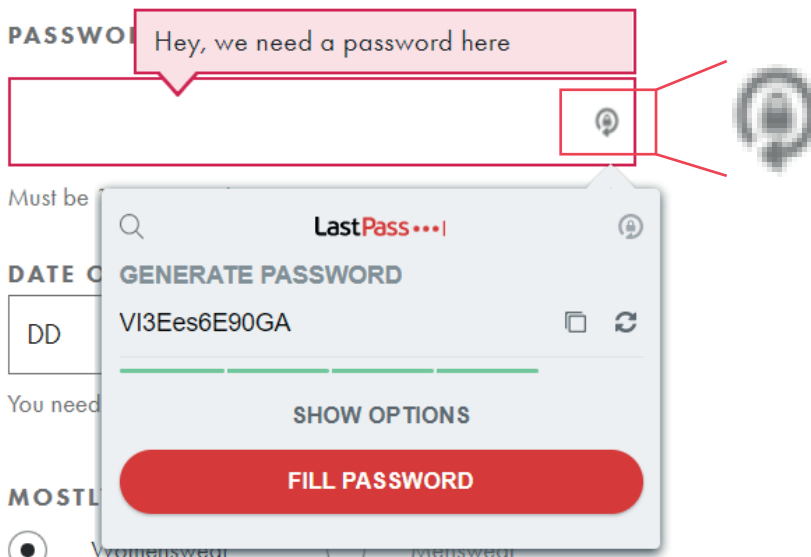 PASSWO
Hey, we need a password here
Must be
LastPass
DATE O
GENERATE PASSWORD
VI3Ees6E90GA
DD
You need
SHOW OPTIONS
FILL PASSWORD
MOSTL
Womenswear
Menswear